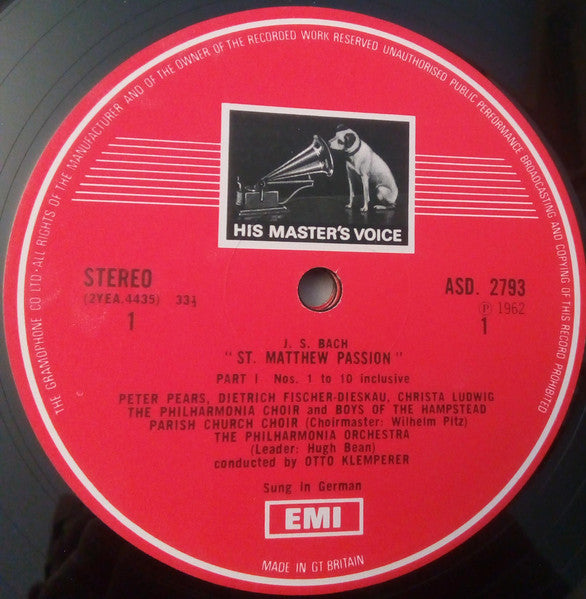 THE GRAMOPHONE CO LTD · ALL RIGHTS OF THE MANUFACTURER AND OF THE OWNER OF THE RECORDED WORK RESERVED UNAUTHORISED PUBLIC PERFORMANCE BROADCASTING AND COPYING OF THIS RECORD PROHIBITED
HIS MASTER'S VOICE
STEREO
(2YEA.4435) 33⅓
1
ASD. 2793
Ⓟ 1962
1
J. S. BACH
" ST. MATTHEW PASSION "
PART I - Nos. 1 to 10 inclusive
PETER PEARS, DIETRICH FISCHER-DIESKAU, CHRISTA LUDWIG
THE PHILHARMONIA CHOIR and BOYS OF THE HAMPSTEAD
PARISH CHURCH CHOIR (Choirmaster: Wilhelm Pitz)
THE PHILHARMONIA ORCHESTRA
(Leader: Hugh Bean)
conducted by OTTO KLEMPERER
Sung in German
EMI
MADE IN GT BRITAIN